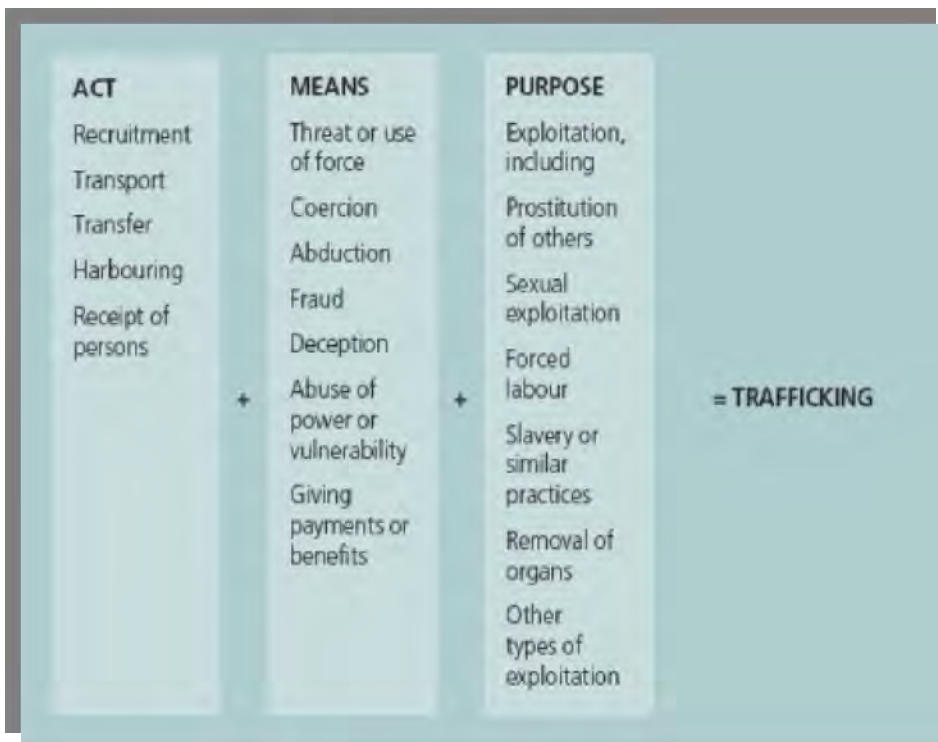 ACT
Recruitment
Transport
Transfer
Harbouring
Receipt of
persons
+
MEANS
Threat or use
of force
Coercion
Abduction
Fraud
Deception
Abuse of
power or
vulnerability
Giving
payments or
benefits
+
PURPOSE
Exploitation,
including
Prostitution
of others
Sexual
exploitation
Forced
labour
Slavery or
similar
practices
Removal of
organs
Other
types of
exploitation
= TRAFFICKING